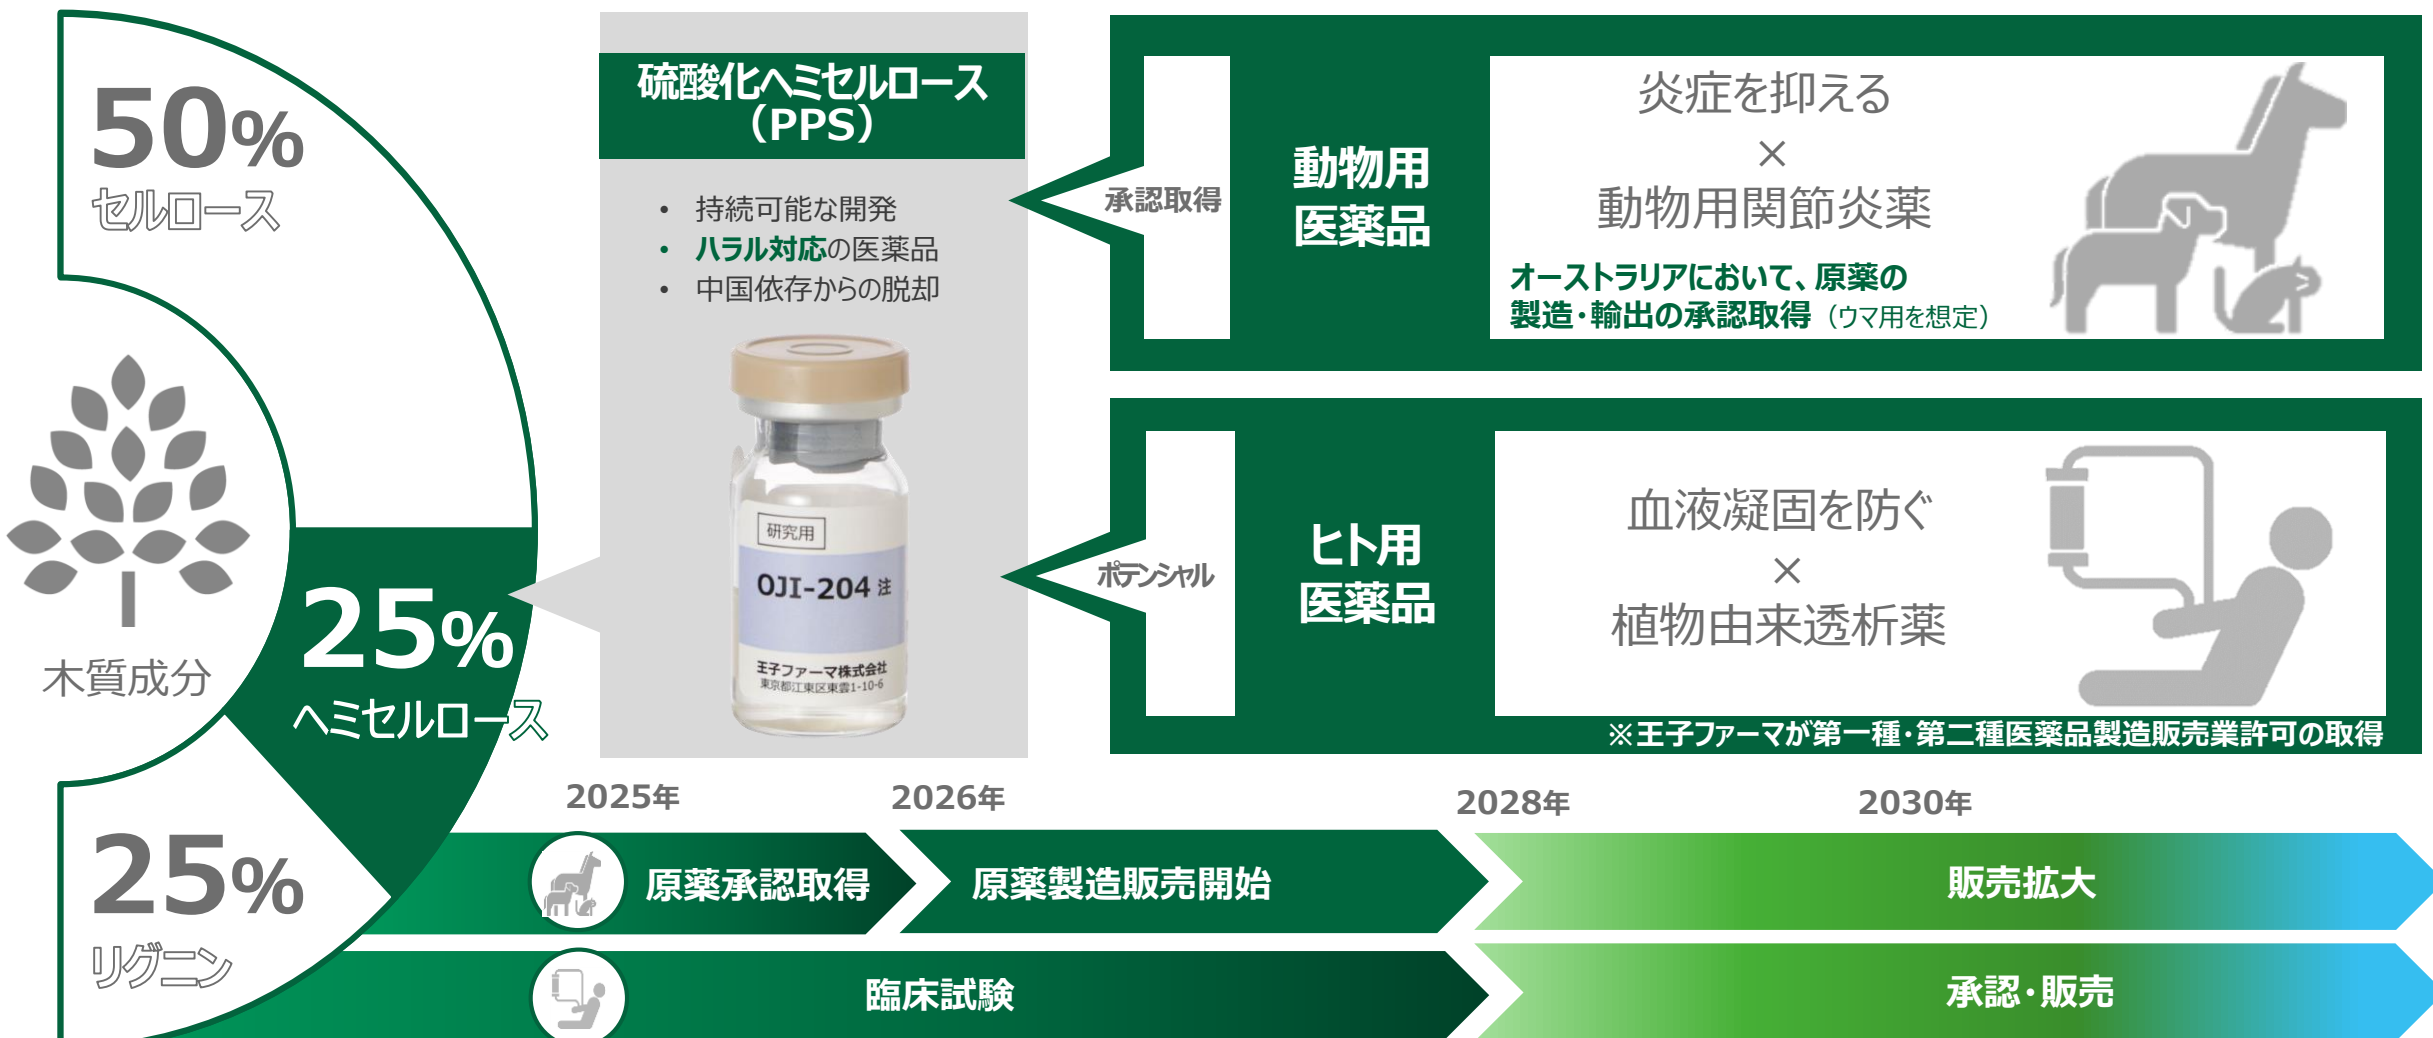 50%
セルロース
木質成分
25%
ヘミセルロース
25%
リグニン
硫酸化ヘミセルロース
（PPS）
• 持続可能な開発
• ハラル対応の医薬品
• 中国依存からの脱却
研究用
OJI-204 注
王子ファーマ株式会社
東京都江東区東雲1-10-6
承認取得
動物用
医薬品
炎症を抑える
×
動物用関節炎薬
オーストラリアにおいて、原薬の
製造・輸出の承認取得（ウマ用を想定）
ポテンシャル
ヒト用
医薬品
血液凝固を防ぐ
×
植物由来透析薬
※王子ファーマが第一種・第二種医薬品製造販売業許可の取得
2025年
2026年
2028年
2030年
原薬承認取得
原薬製造販売開始
販売拡大
臨床試験
承認・販売